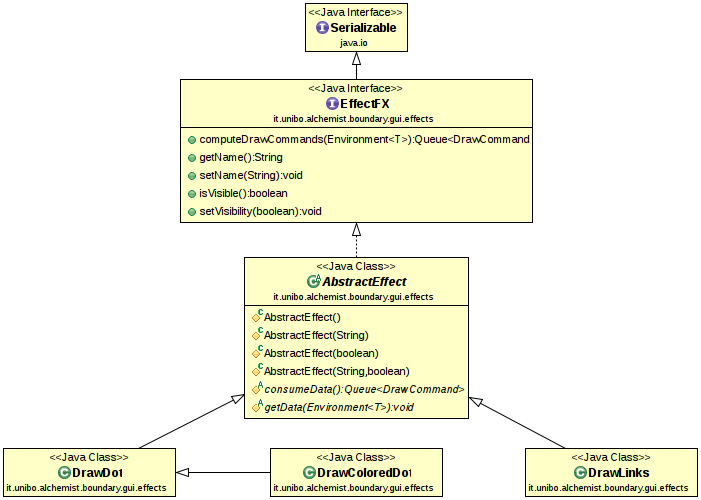 <<Java Interface>>
Serializable
java.io
<<Java Interface>>
EffectFX
it.unibo.alchemist.boundary.gui.effects
computeDrawCommands(Environment<T>):Queue<DrawCommand
getName():String
setName(String):void
isVisible():boolean
setVisibility(boolean):void
<<Java Class>>
AbstractEffect
it.unibo.alchemist.boundary.gui.effects
AbstractEffect()
AbstractEffect(String)
AbstractEffect(boolean)
AbstractEffect(String,boolean)
consumeData():Queue<DrawCommand>
getData(Environment<T>):void
<<Java Class>>
DrawDot
it.unibo.alchemist.boundary.gui.effects
<<Java Class>>
DrawColoredDot
it.unibo.alchemist.boundary.gui.effects
<<Java Class>>
DrawLinks
it.unibo.alchemist.boundary.gui.effects